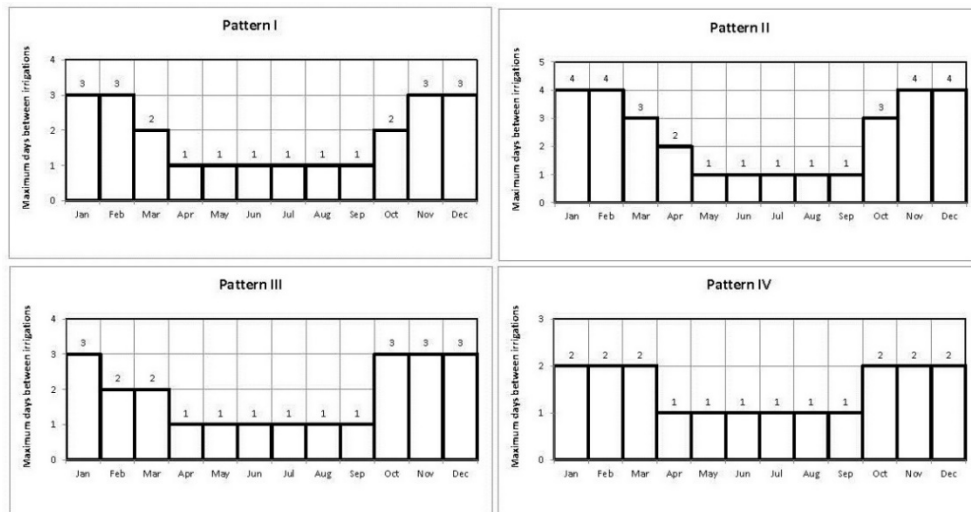 Pattern I
Maximum days between irrigations
4
3
2
1
0
3 3 2 1 1 1 1 1 1 2 3 3
Jan Feb Mar Apr May Jun Jul Aug Sep Oct Nov Dec
Pattern II
Maximum days between irrigations
5
4
3
2
1
0
4 4 3 2 1 1 1 1 1 3 4 4
Jan Feb Mar Apr May Jun Jul Aug Sep Oct Nov Dec
Pattern III
Maximum days between irrigations
4
3
2
1
0
3 2 2 1 1 1 1 1 1 3 3 3
Jan Feb Mar Apr May Jun Jul Aug Sep Oct Nov Dec
Pattern IV
Maximum days between irrigations
3
2
1
0
2 2 2 1 1 1 1 1 1 2 2 2
Jan Feb Mar Apr May Jun Jul Aug Sep Oct Nov Dec